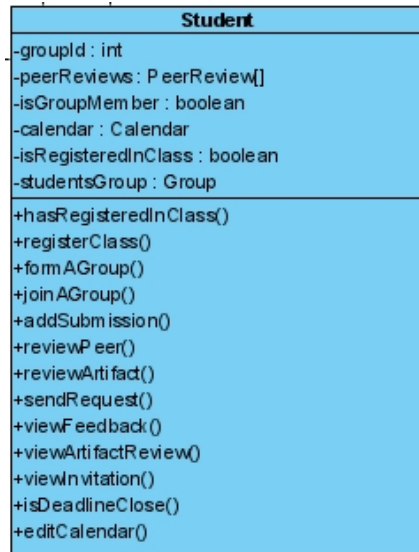 Student
-groupId : int
-peerReviews : PeerReview[]
-isGroupMember : boolean
-calendar : Calendar
-isRegisteredInClass : boolean
-studentsGroup : Group
+hasRegisteredInClass()
+registerClass()
+formAGroup()
+joinAGroup()
+addSubmission()
+reviewPeer()
+reviewArtifact()
+sendRequest()
+viewFeedback()
+viewArtifactReview()
+viewInvitation()
+isDeadlineClose()
+editCalendar()